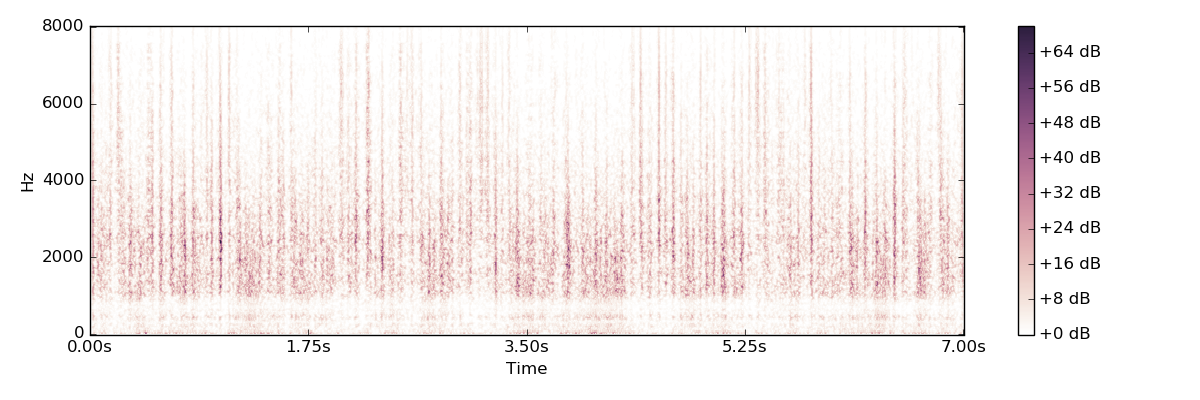 8000
6000
4000
2000
0
Hz
0.00s 1.75s 3.50s 5.25s 7.00s
Time
+64 dB
+56 dB
+48 dB
+40 dB
+32 dB
+24 dB
+16 dB
+8 dB
+0 dB